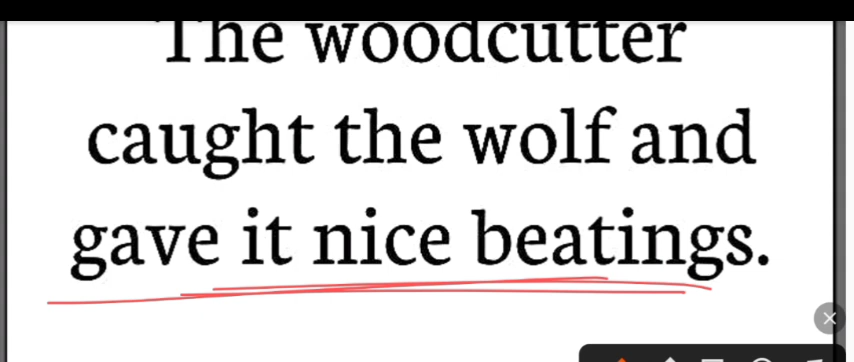 The woodcutter
caught the wolf and
gave it nice beatings.